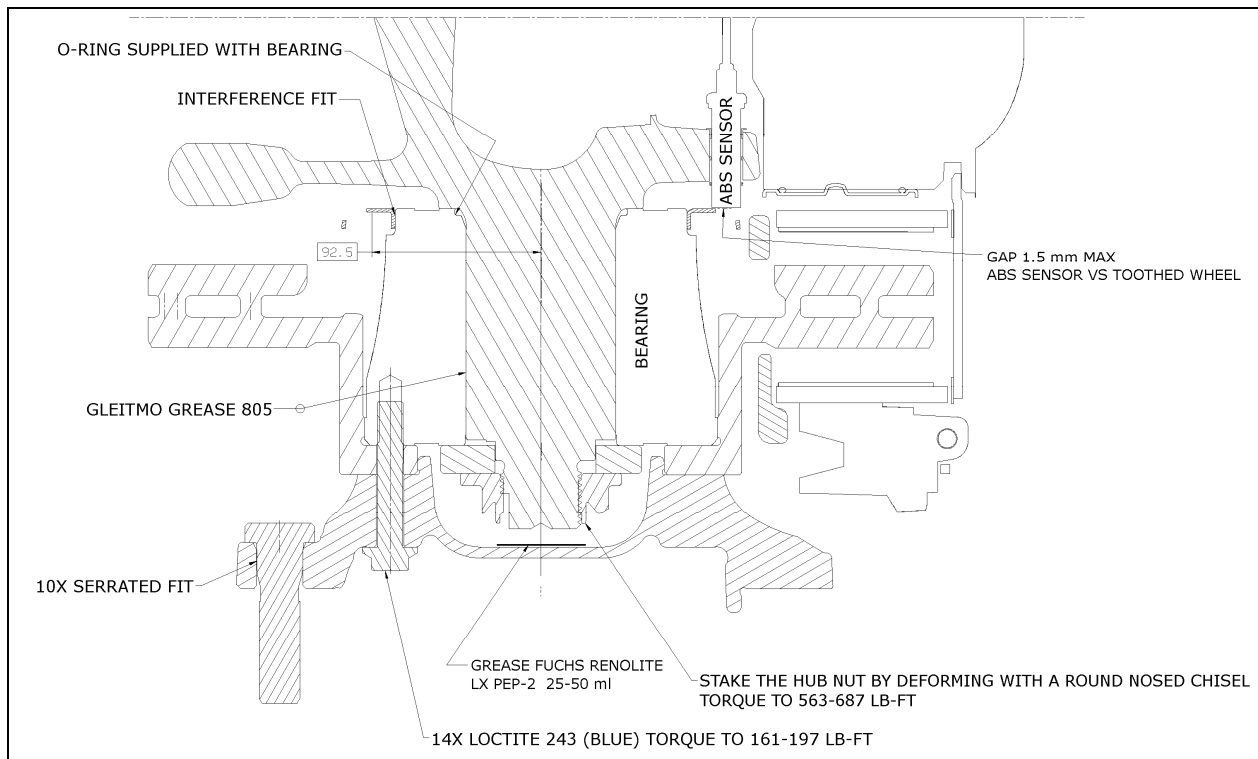 O-RING SUPPLIED WITH BEARING
INTERFERENCE FIT
ABS SENSOR
92.5
GAP 1.5 mm MAX
ABS SENSOR VS TOOTHED WHEEL
BEARING
GLEITMO GREASE 805
10X SERRATED FIT
GREASE FUCHS RENOLITE
LX PEP-2 25-50 ml
STAKE THE HUB NUT BY DEFORMING WITH A ROUND NOSED CHISEL
TORQUE TO 563-687 LB-FT
14X LOCTITE 243 (BLUE) TORQUE TO 161-197 LB-FT